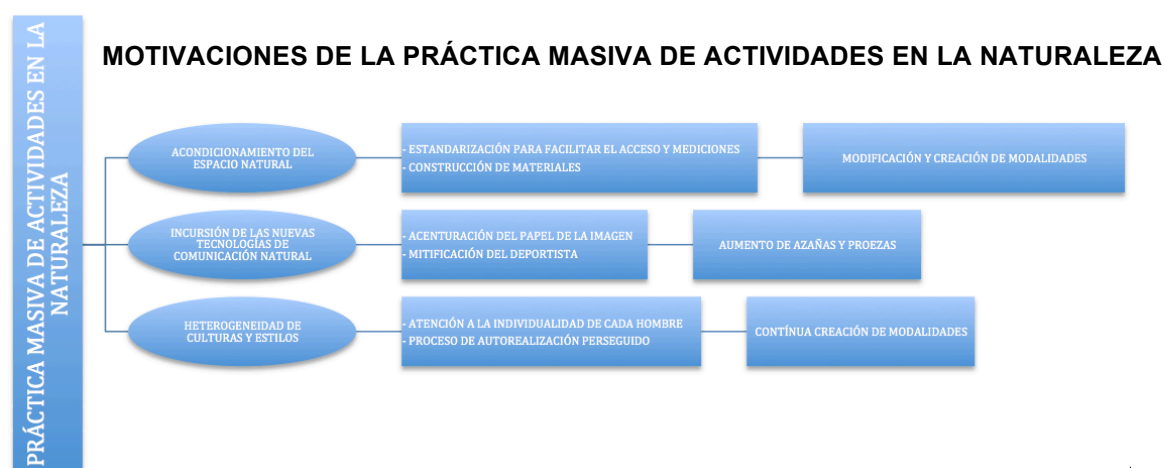 MOTIVACIONES DE LA PRÁCTICA MASIVA DE ACTIVIDADES EN LA NATURALEZA
PRÁCTICA MASIVA DE ACTIVIDADES EN LA
NATURALEZA
ACONDICIONAMIENTO DEL
ESPACIO NATURAL
- ESTANDARIZACIÓN PARA FACILITAR EL ACCESO Y MEDICIONES
- CONSTRUCCIÓN DE MATERIALES
MODIFICACIÓN Y CREACIÓN DE MODALIDADES
INCURSIÓN DE LAS NUEVAS
TECNOLOGÍAS DE
COMUNICACIÓN NATURAL
- ACENTURACIÓN DEL PAPEL DE LA IMAGEN
- MITIFICACIÓN DEL DEPORTISTA
AUMENTO DE AZAÑAS Y PROEZAS
HETEROGENEIDAD DE
CULTURAS Y ESTILOS
- ATENCIÓN A LA INDIVIDUALIDAD DE CADA HOMBRE
- PROCESO DE AUTOREALIZACIÓN PERSEGUIDO
CONTÍNUA CREACIÓN DE MODALIDADES